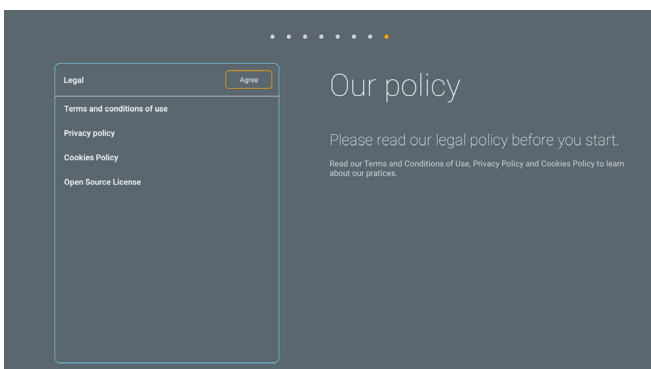 Legal
Agree
Terms and conditions of use
Privacy policy
Cookies Policy
Open Source License
Our policy
Please read our legal policy before you start.
Read our Terms and Conditions of Use, Privacy Policy and Cookies Policy to learn
about our pratices.